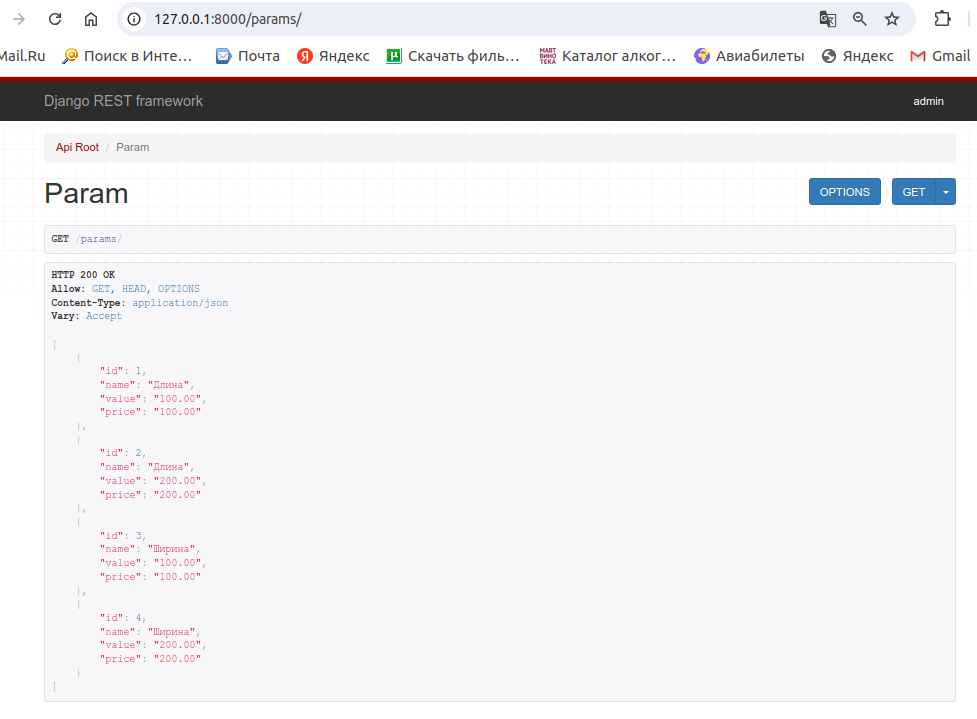 127.0.0.1:8000/params/
Mail.Ru Поиск в Инте... Почта Яндекс Скачать филь... МАВТ ВИНО ТЕКА Каталог алког... Авиабилеты Яндекс Gmail
Django REST framework admin
Api Root / Param
Param OPTIONS GET
GET /params/
HTTP 200 OK
Allow: GET, HEAD, OPTIONS
Content-Type: application/json
Vary: Accept
[
{
"id": 1,
"name": "Длина",
"value": "100.00",
"price": "100.00"
},
{
"id": 2,
"name": "Длина",
"value": "200.00",
"price": "200.00"
},
{
"id": 3,
"name": "Ширина",
"value": "100.00",
"price": "100.00"
},
{
"id": 4,
"name": "Ширина",
"value": "200.00",
"price": "200.00"
}
]